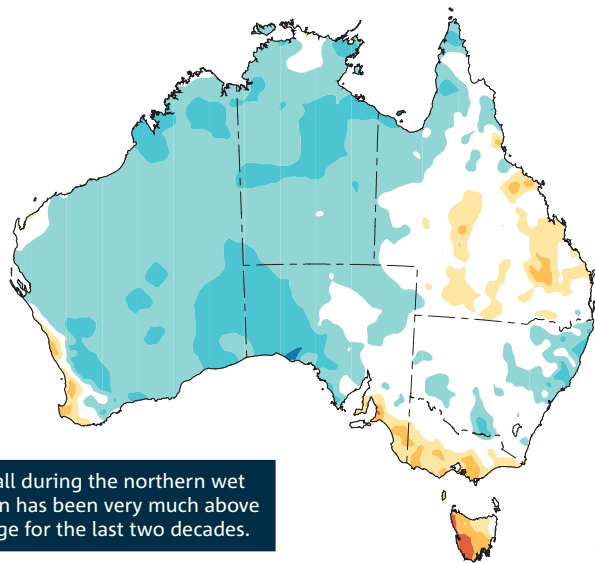 all during the northern wet
n has been very much above
ge for the last two decades.